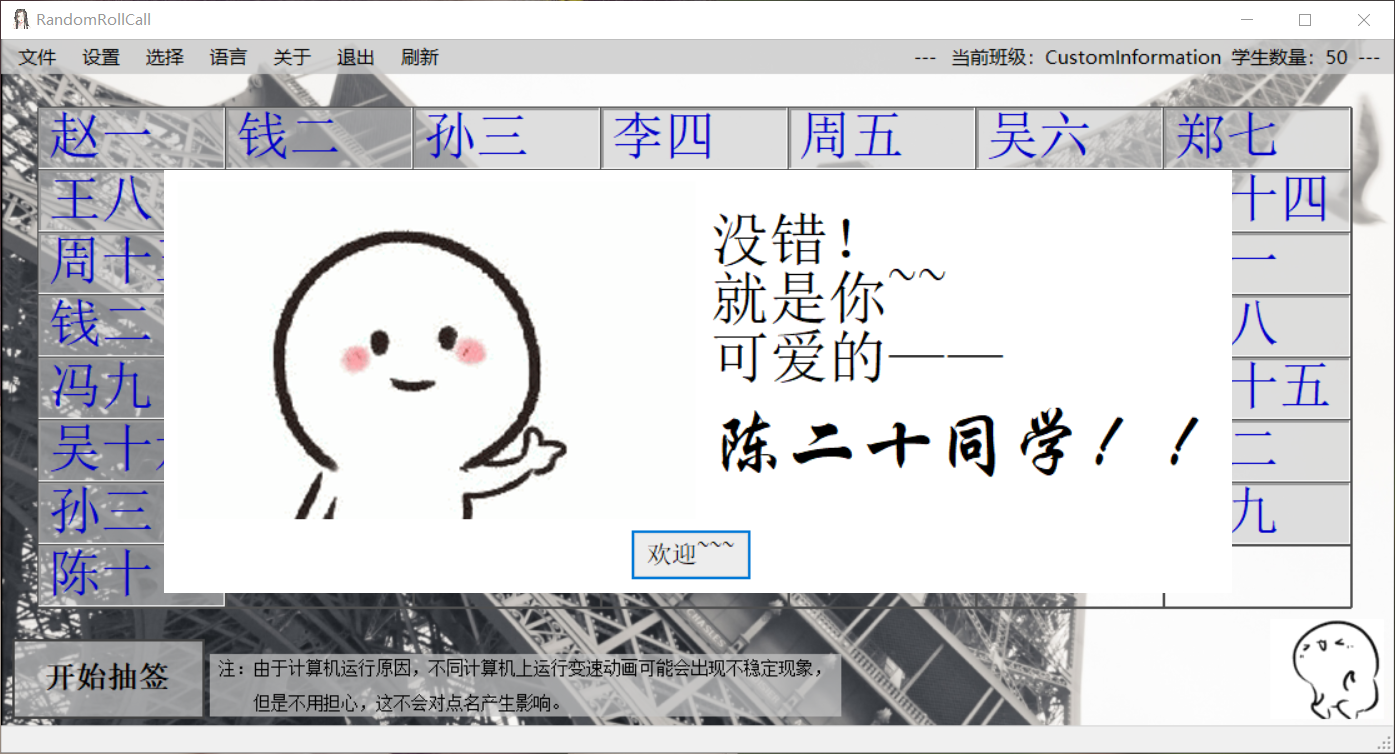 RandomRollCall
文件 设置 选择 语言 关于 退出 刷新 --- 当前班级：CustomInformation 学生数量：50 ---
赵一 钱二 孙三 李四 周五 吴六 郑七
王八 十四
周十 一
钱二 八
冯九 十五
吴十 二
孙三 九
陈十
没错！
就是你~~
可爱的——
陈二十同学！！
欢迎~~~
开始抽签
注：由于计算机运行原因，不同计算机上运行变速动画可能会出现不稳定现象，
但是不用担心，这不会对点名产生影响。